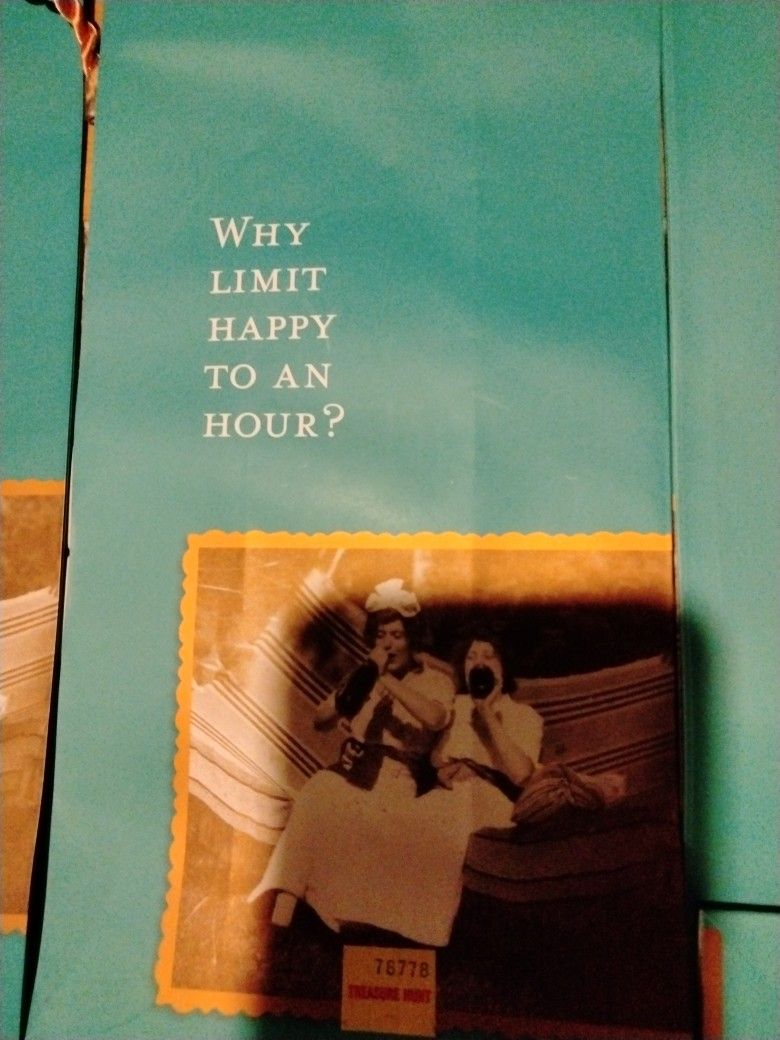 Why
limit
happy
to an
hour?
76778
TREASURE HUNT